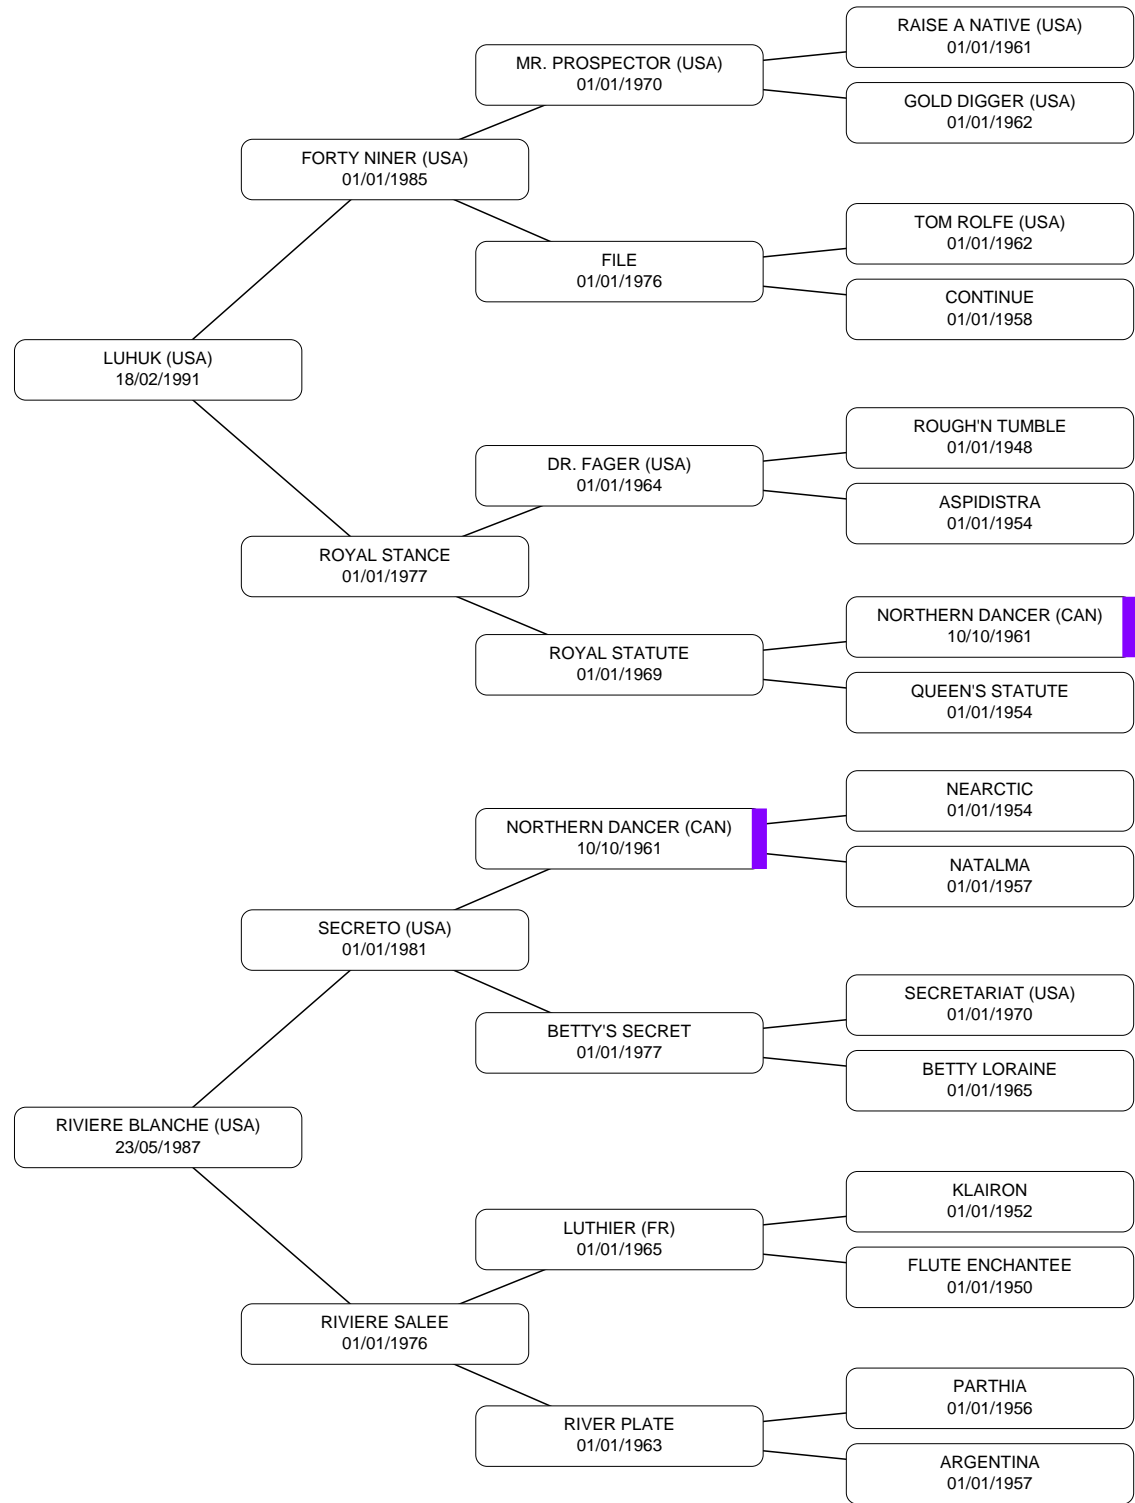 RAISE A NATIVE (USA)
01/01/1961
MR. PROSPECTOR (USA)
01/01/1970
GOLD DIGGER (USA)
01/01/1962
FORTY NINER (USA)
01/01/1985
TOM ROLFE (USA)
01/01/1962
FILE
01/01/1976
CONTINUE
01/01/1958
LUHUK (USA)
18/02/1991
ROUGH'N TUMBLE
01/01/1948
DR. FAGER (USA)
01/01/1964
ASPIDISTRA
01/01/1954
ROYAL STANCE
01/01/1977
NORTHERN DANCER (CAN)
10/10/1961
ROYAL STATUTE
01/01/1969
QUEEN'S STATUTE
01/01/1954
NEARCTIC
01/01/1954
NORTHERN DANCER (CAN)
10/10/1961
NATALMA
01/01/1957
SECRETO (USA)
01/01/1981
SECRETARIAT (USA)
01/01/1970
BETTY'S SECRET
01/01/1977
BETTY LORAINE
01/01/1965
RIVIERE BLANCHE (USA)
23/05/1987
KLAIRON
01/01/1952
LUTHIER (FR)
01/01/1965
FLUTE ENCHANTEE
01/01/1950
RIVIERE SALEE
01/01/1976
PARTHIA
01/01/1956
RIVER PLATE
01/01/1963
ARGENTINA
01/01/1957